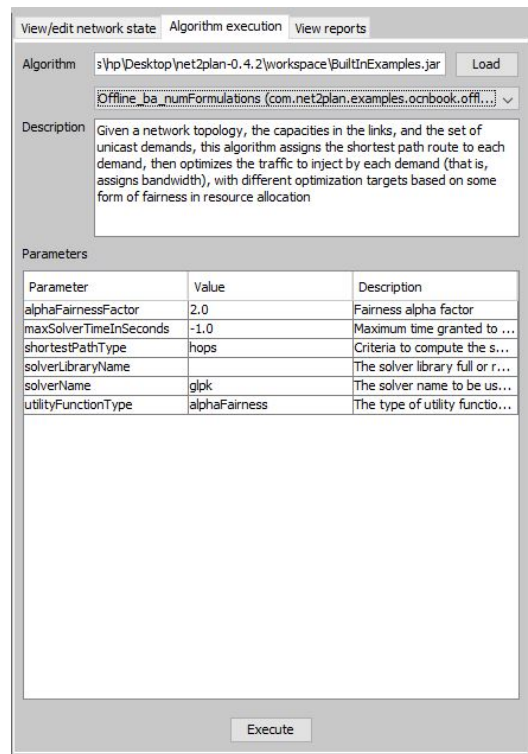 View/edit network state Algorithm execution View reports
Algorithm s\hp\Desktop\net2plan-0.4.2\workspace\BuiltInExamples.jar Load
Offline_ba_numFormulations (com.net2plan.examples.ocnbook.offl...
Description Given a network topology, the capacities in the links, and the set of
unicast demands, this algorithm assigns the shortest path route to each
demand, then optimizes the traffic to inject by each demand (that is,
assigns bandwidth), with different optimization targets based on some
form of fairness in resource allocation
Parameters
Parameter Value Description
alphaFairnessFactor 2.0 Fairness alpha factor
maxSolverTimeInSeconds -1.0 Maximum time granted to ...
shortestPathType hops Criteria to compute the s...
solverLibraryName The solver library full or r...
solverName glpk The solver name to be us...
utilityFunctionType alphaFairness The type of utility functio...
Execute